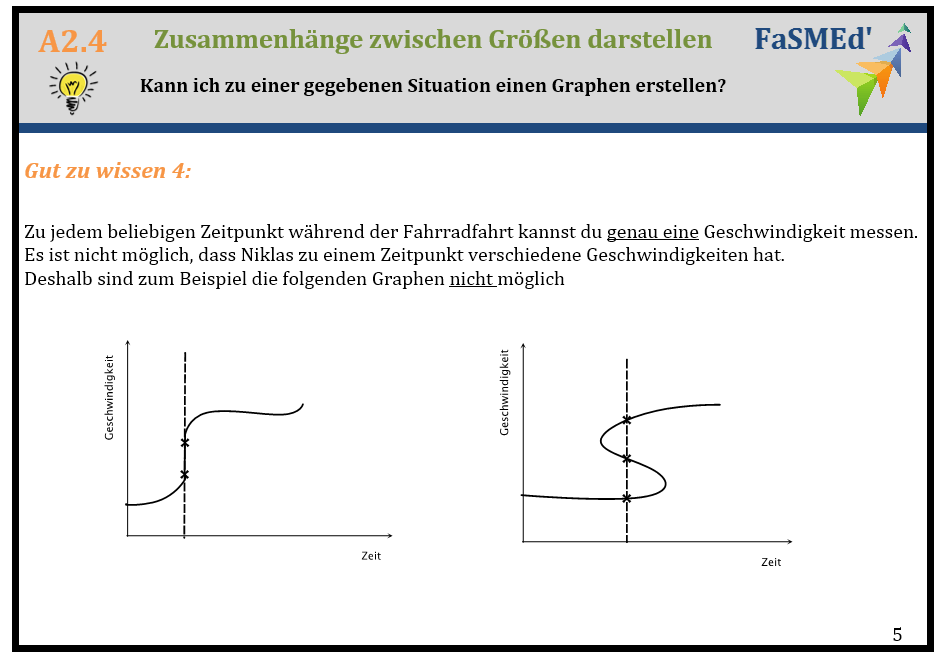 A2.4
Zusammenhänge zwischen Größen darstellen
FaSMEd'
Kann ich zu einer gegebenen Situation einen Graphen erstellen?
Gut zu wissen 4:
Zu jedem beliebigen Zeitpunkt während der Fahrradfahrt kannst du genau eine Geschwindigkeit messen.
Es ist nicht möglich, dass Niklas zu einem Zeitpunkt verschiedene Geschwindigkeiten hat.
Deshalb sind zum Beispiel die folgenden Graphen nicht möglich
Geschwindigkeit
Zeit
Geschwindigkeit
Zeit
5